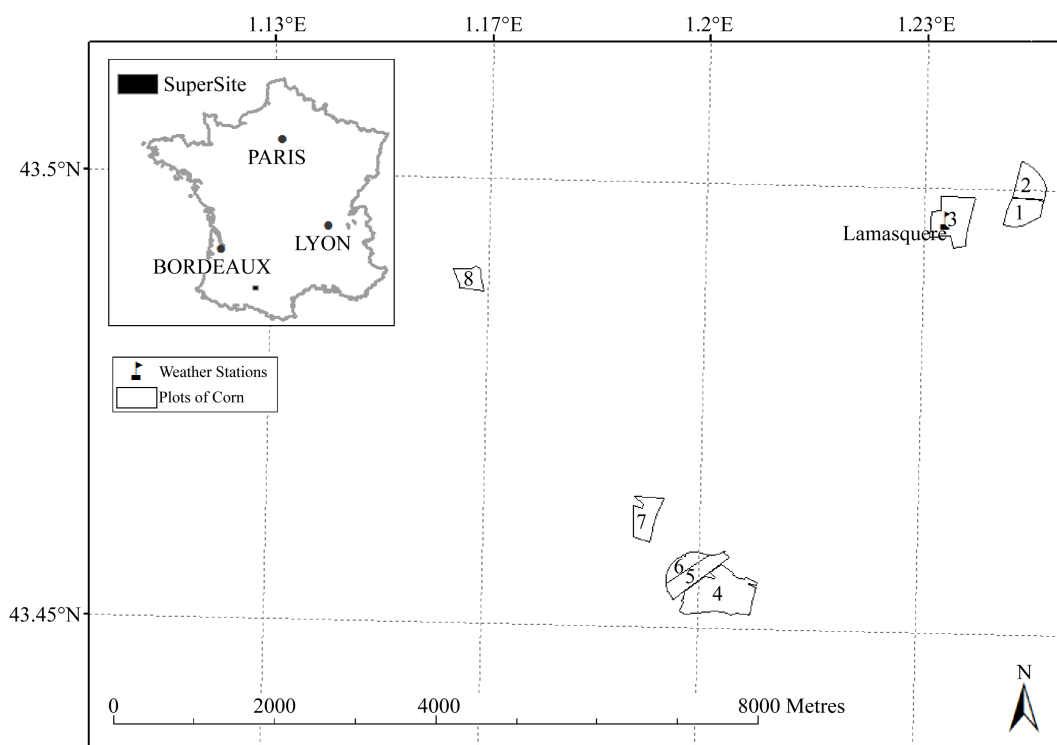 1.13°E 1.17°E 1.2°E 1.23°E
SuperSite
PARIS
LYON
BORDEAUX
43.5°N
2
1
3
Lamasquere
8
Weather Stations
Plots of Corn
7
6
5
4
43.45°N
N
0 2000 4000 8000 Metres